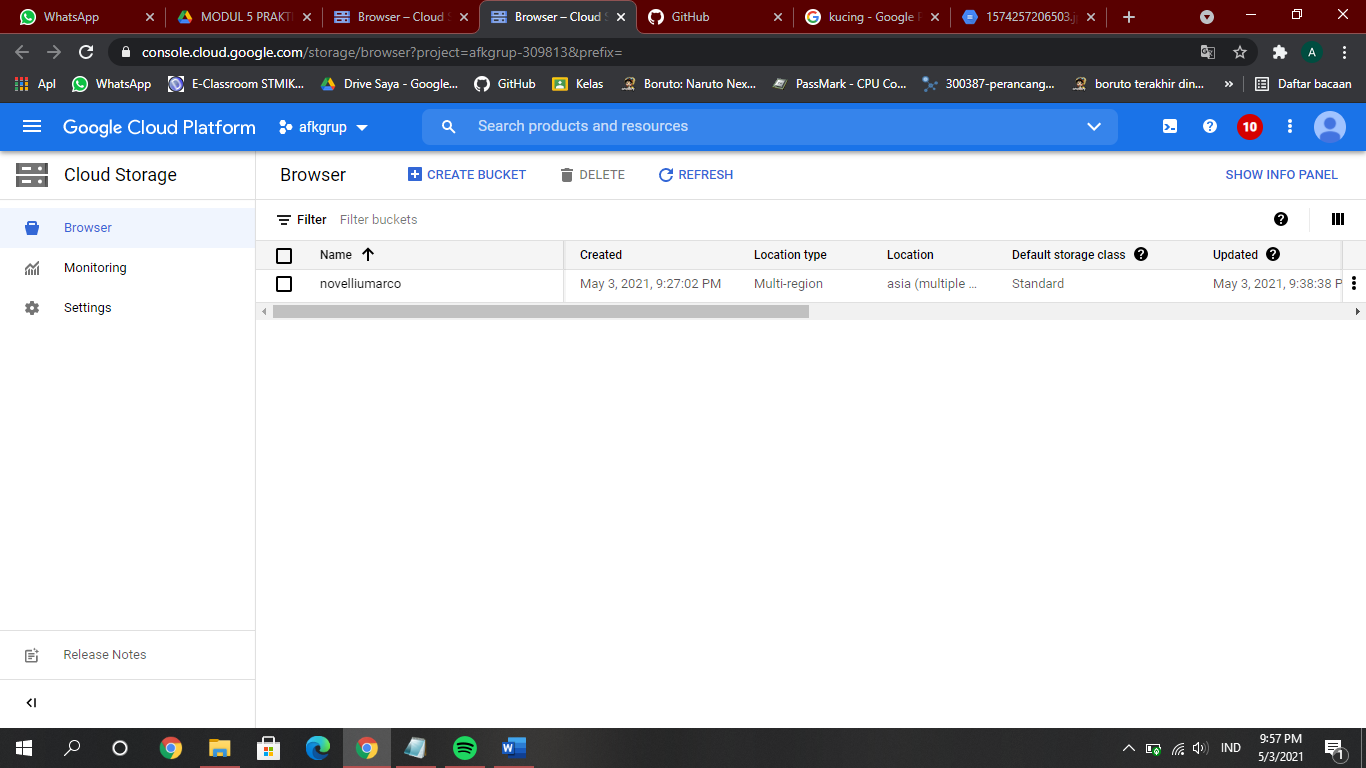 WhatsApp
MODUL 5 PRAKTI
Browser – Cloud S
Browser – Cloud S
GitHub
kucing - Google P
1574257206503.j
console.cloud.google.com/storage/browser?project=afkgrup-309813&prefix=
A
Apl
WhatsApp
E-Classroom STMIK...
Drive Saya - Google...
GitHub
Kelas
Boruto: Naruto Nex...
PassMark - CPU Co...
300387-perancang...
boruto terakhir din...
»
Daftar bacaan
Google Cloud Platform
afkgrup
Search products and resources
10
Cloud Storage
Browser
CREATE BUCKET
DELETE
REFRESH
SHOW INFO PANEL
Browser
Monitoring
Settings
Filter
Filter buckets
Name
Created
Location type
Location
Default storage class
Updated
novelliumarco
May 3, 2021, 9:27:02 PM
Multi-region
asia (multiple ...
Standard
May 3, 2021, 9:38:38 P
Release Notes
IND
9:57 PM
5/3/2021
1